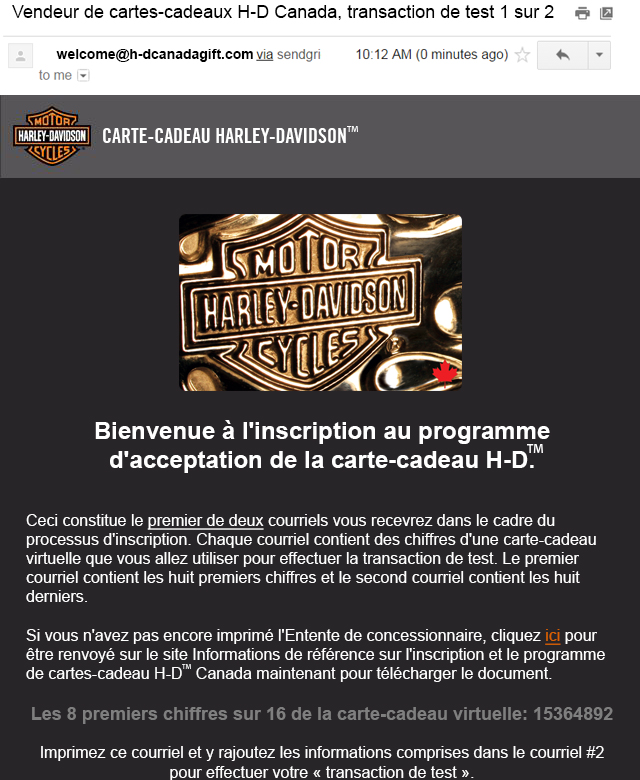 Vendeur de cartes-cadeaux H-D Canada, transaction de test 1 sur 2
welcome@h-dcanadagift.com via sendgri 10:12 AM (0 minutes ago)
to me
MOTOR
HARLEY-DAVIDSON
CYCLES
CARTE-CADEAU HARLEY-DAVIDSON™
MOTOR
HARLEY-DAVIDSON
CYCLES
Bienvenue à l'inscription au programme
d'acceptation de la carte-cadeau H-D.™
Ceci constitue le premier de deux courriels vous recevrez dans le cadre du
processus d'inscription. Chaque courriel contient des chiffres d'une carte-cadeau
virtuelle que vous allez utiliser pour effectuer la transaction de test. Le premier
courriel contient les huit premiers chiffres et le second courriel contient les huit
derniers.
Si vous n'avez pas encore imprimé l'Entente de concessionnaire, cliquez ici pour
être renvoyé sur le site Informations de référence sur l'inscription et le programme
de cartes-cadeau H-D™ Canada maintenant pour télécharger le document.
Les 8 premiers chiffres sur 16 de la carte-cadeau virtuelle: 15364892
Imprimez ce courriel et y rajoutez les informations comprises dans le courriel #2
pour effectuer votre « transaction de test ».